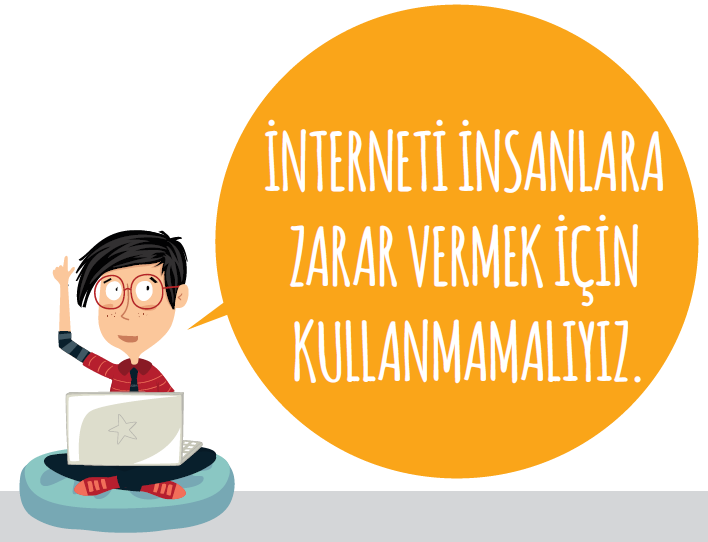 İNTERNETİ İNSANLARA
ZARAR VERMEK İÇİN
KULLANMAMALIYIZ.